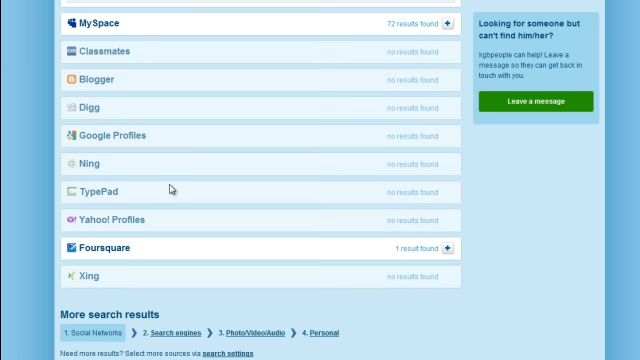 MySpace 72 results found
Classmates no results found
Blogger no results found
Digg no results found
Google Profiles no results found
Ning no results found
TypePad no results found
Yahoo! Profiles no results found
Foursquare 1 result found
Xing no results found
More search results
1. Social Networks 2. Search engines 3. Photo/Video/Audio 4. Personal
Need more results? Select more sources via search settings
Looking for someone but
can't find him/her?
kgbpeople can help! Leave a
message so they can get back in
touch with you.
Leave a message